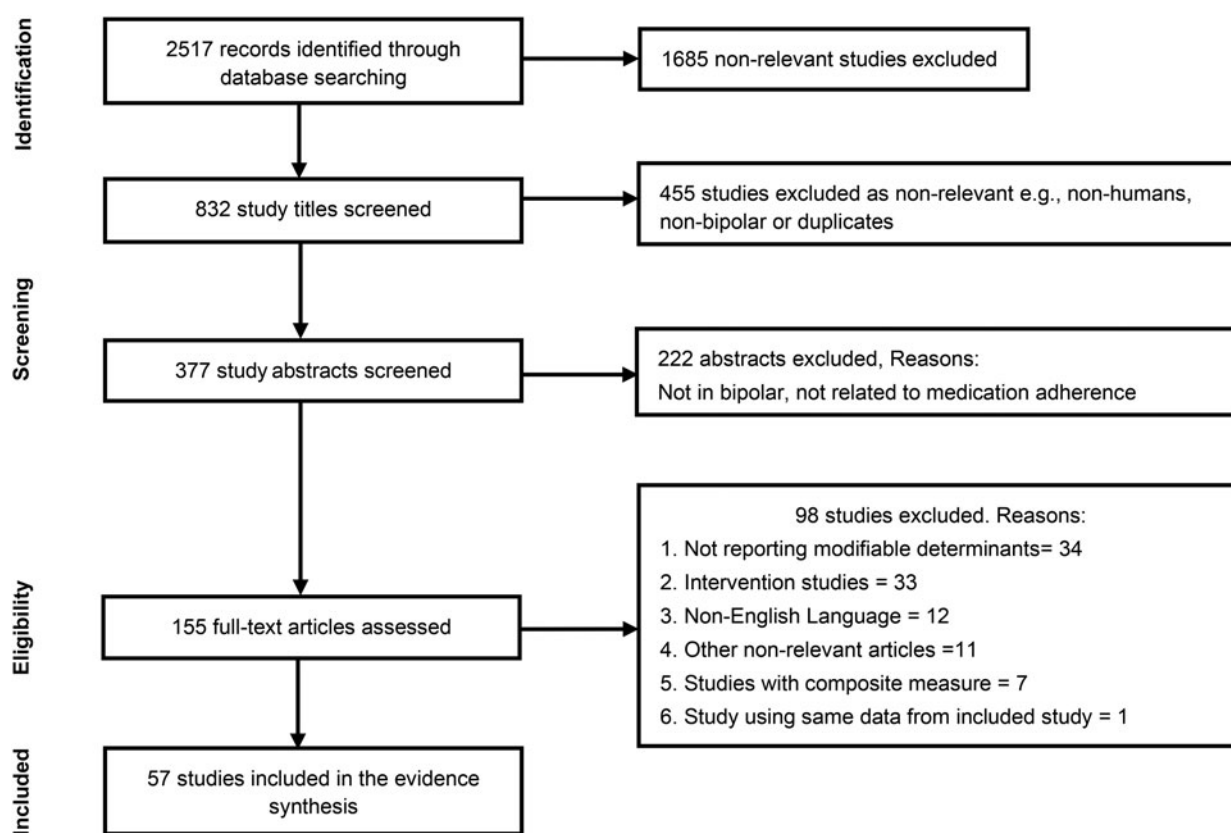 Identification
2517 records identified through
database searching
1685 non-relevant studies excluded
832 study titles screened
455 studies excluded as non-relevant e.g., non-humans,
non-bipolar or duplicates
Screening
377 study abstracts screened
222 abstracts excluded, Reasons:
Not in bipolar, not related to medication adherence
Eligibility
155 full-text articles assessed
98 studies excluded. Reasons:
1. Not reporting modifiable determinants= 34
2. Intervention studies = 33
3. Non-English Language = 12
4. Other non-relevant articles =11
5. Studies with composite measure = 7
6. Study using same data from included study = 1
Included
57 studies included in the evidence
synthesis